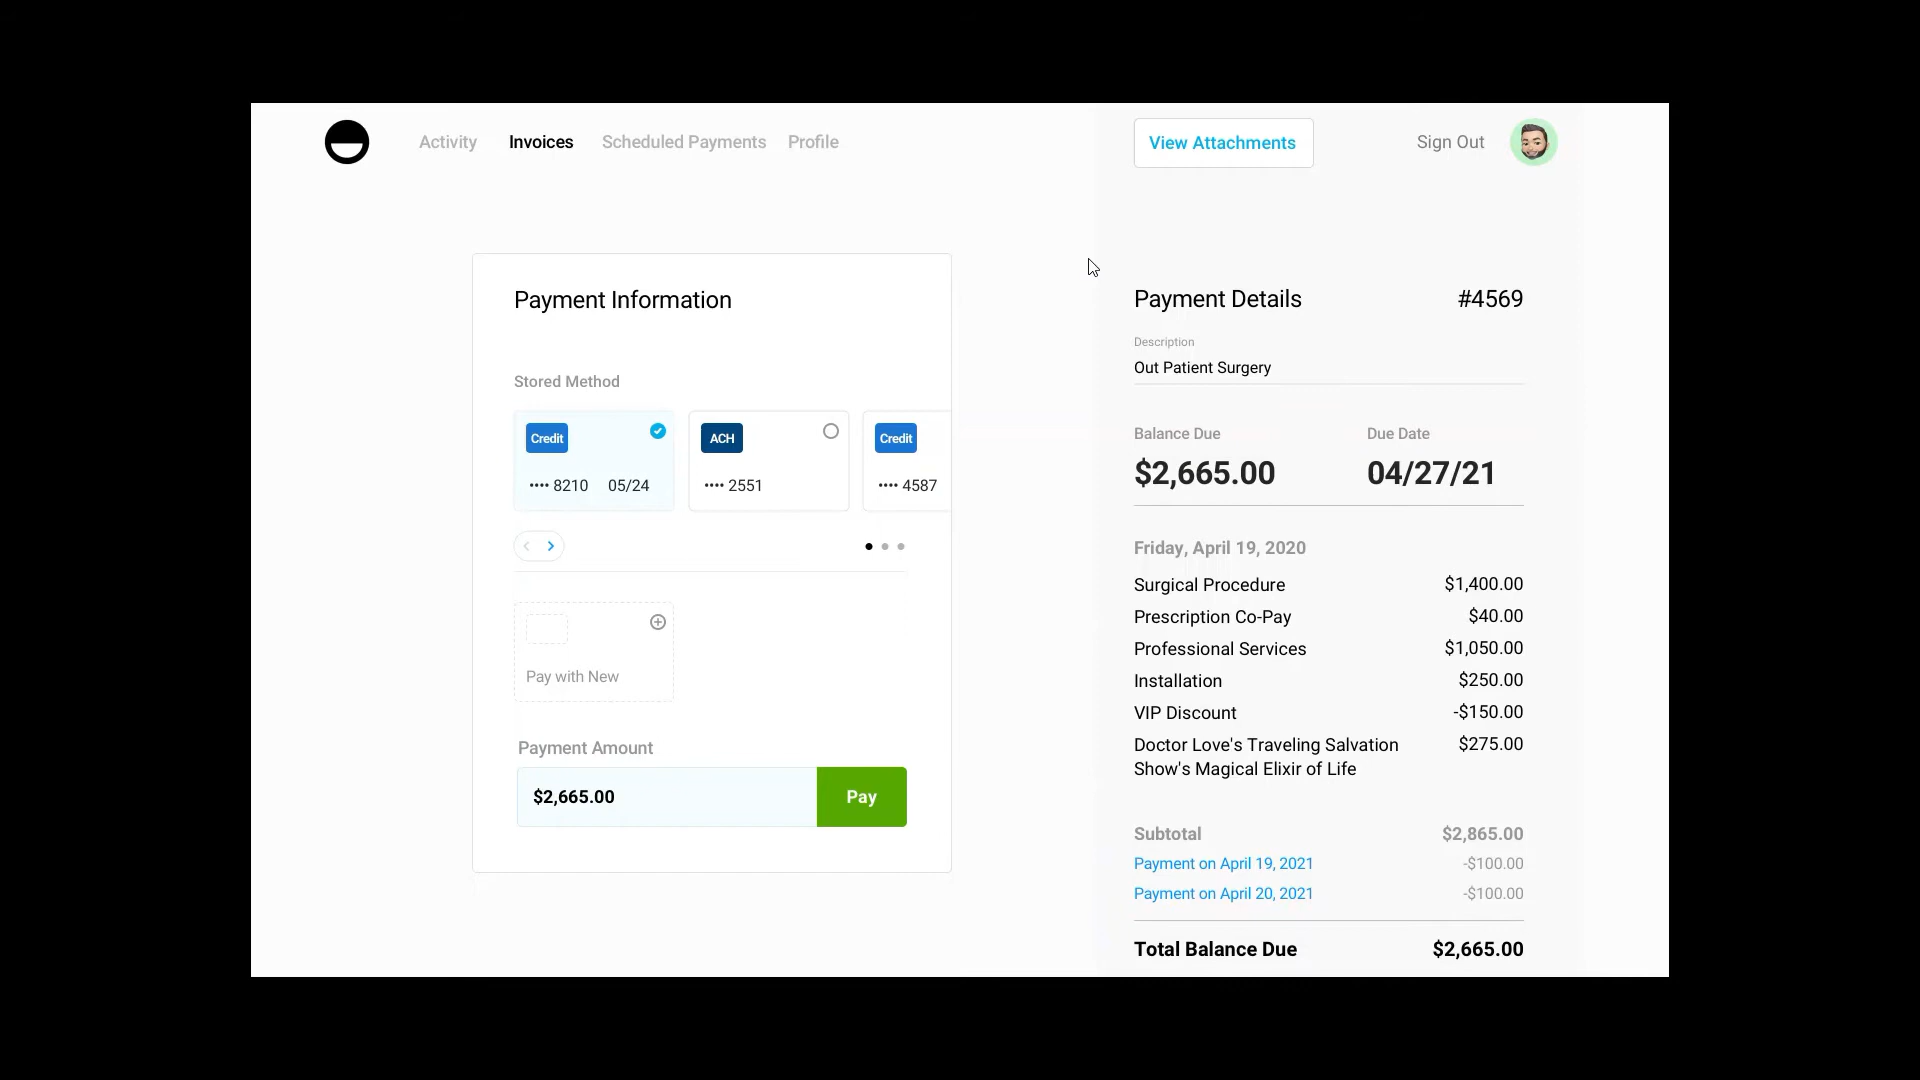 Activity Invoices Scheduled Payments Profile View Attachments Sign Out
Payment Information
Stored Method
Credit
•••• 8210 05/24
ACH
•••• 2551
Credit
•••• 4587
Pay with New
Payment Amount
$2,665.00 Pay
Payment Details #4569
Description
Out Patient Surgery
Balance Due Due Date
$2,665.00 04/27/21
Friday, April 19, 2020
Surgical Procedure $1,400.00
Prescription Co-Pay $40.00
Professional Services $1,050.00
Installation $250.00
VIP Discount -$150.00
Doctor Love's Traveling Salvation $275.00
Show's Magical Elixir of Life
Subtotal $2,865.00
Payment on April 19, 2021 -$100.00
Payment on April 20, 2021 -$100.00
Total Balance Due $2,665.00